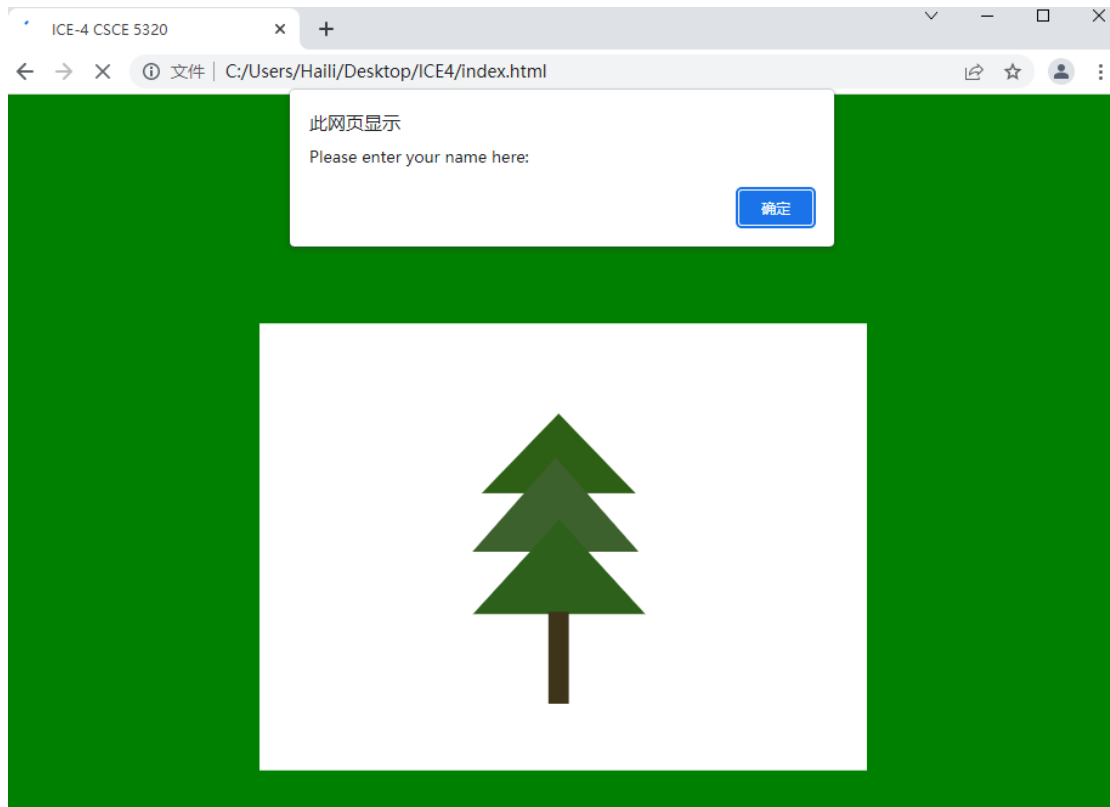 ICE-4 CSCE 5320
文件 C:/Users/Haili/Desktop/ICE4/index.html
此网页显示
Please enter your name here:
确定